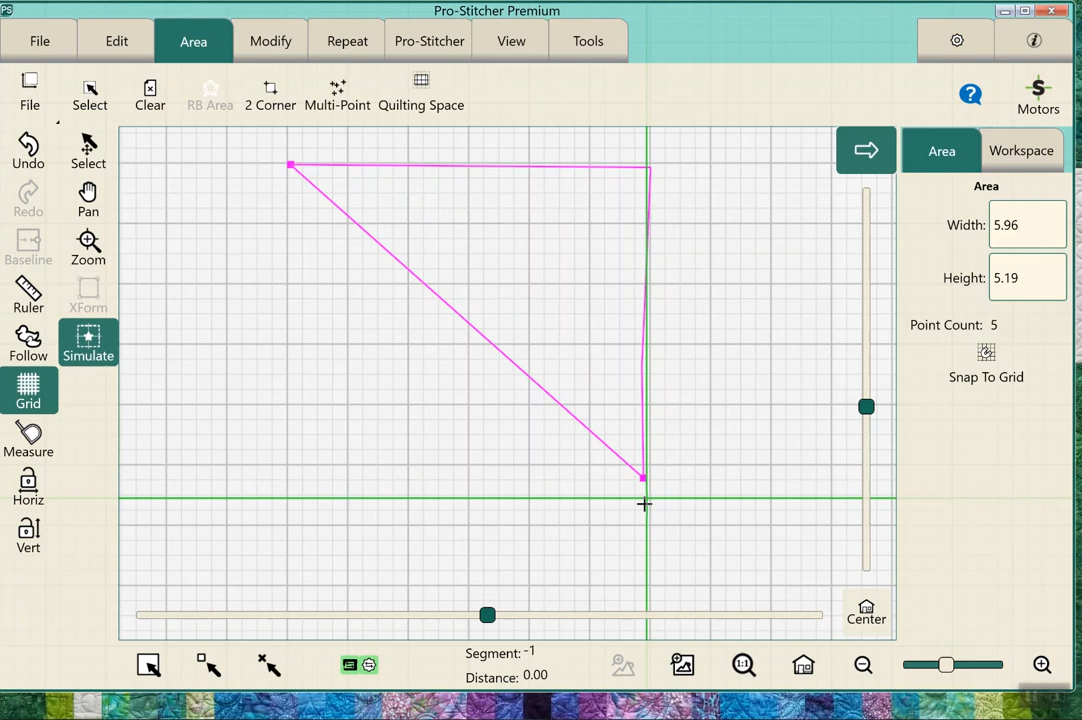 PS
Pro-Stitcher Premium
File
Edit
Area
Modify
Repeat
Pro-Stitcher
View
Tools
File
Select
Clear
RB Area
2 Corner
Multi-Point
Quilting Space
Motors
Undo
Select
Redo
Pan
Baseline
Zoom
Ruler
XForm
Follow
Simulate
Grid
Measure
Horiz
Vert
Area
Workspace
Area
Width: 5.96
Height: 5.19
Point Count: 5
Snap To Grid
Center
Segment: -1
Distance: 0.00
1:1